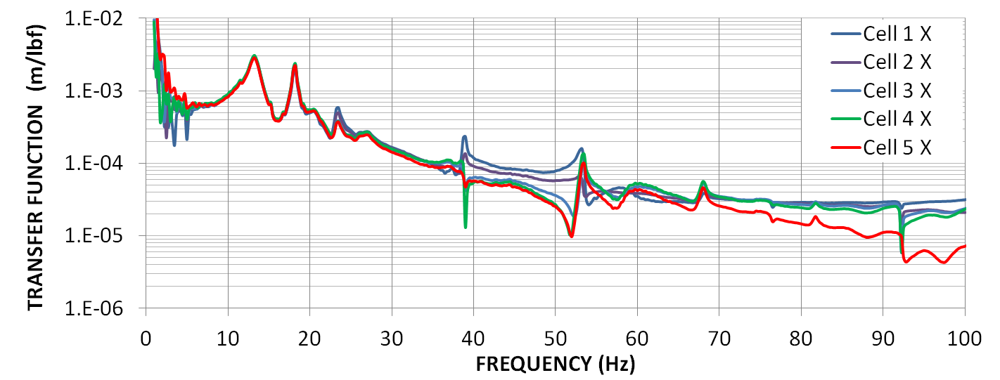 TRANSFER FUNCTION (m/lbf)
1.E-02
1.E-03
1.E-04
1.E-05
1.E-06
0 10 20 30 40 50 60 70 80 90 100
FREQUENCY (Hz)
Cell 1 X
Cell 2 X
Cell 3 X
Cell 4 X
Cell 5 X